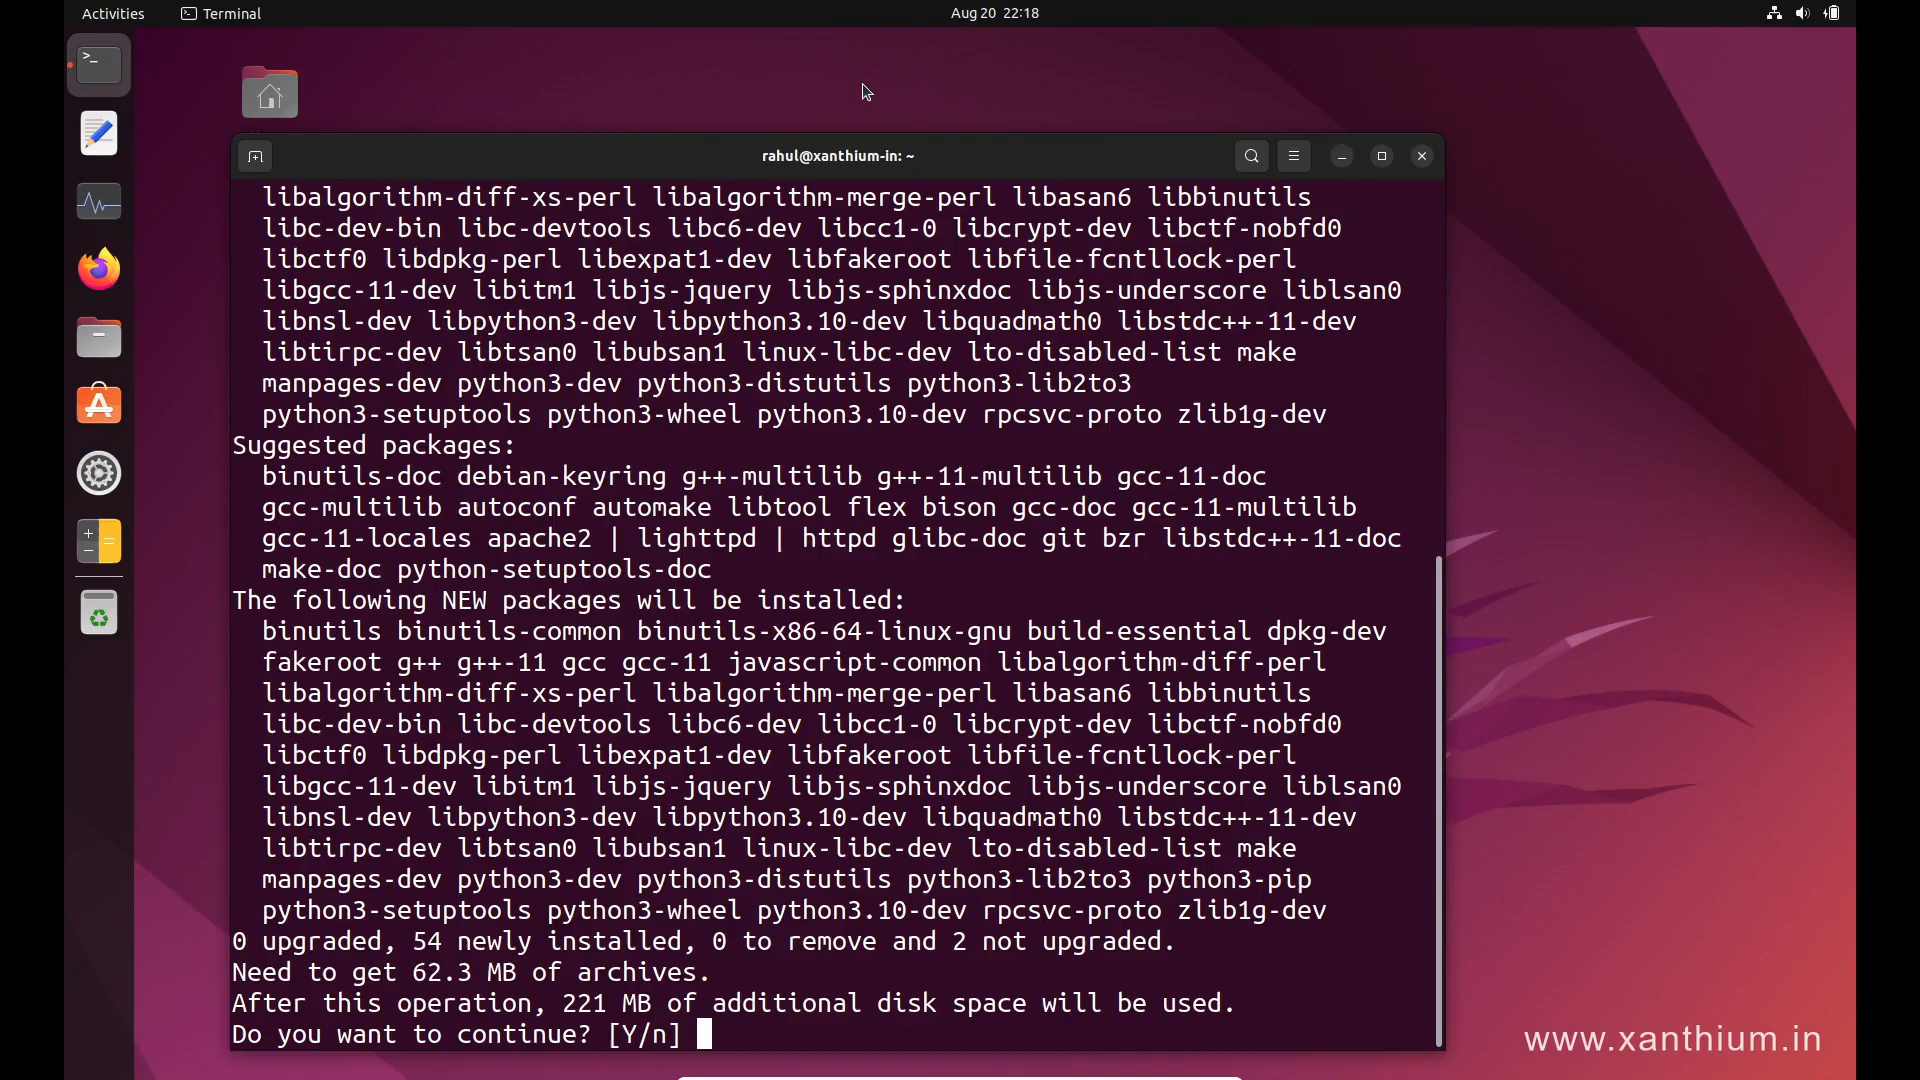 Activities Terminal Aug 20 22:18
rahul@xanthium-in: ~
libalgorithm-diff-xs-perl libalgorithm-merge-perl libasan6 libbinutils
libc-dev-bin libc-devtools libc6-dev libcc1-0 libcrypt-dev libctf-nobfd0
libctf0 libdpkg-perl libexpat1-dev libfakeroot libfile-fcntllock-perl
libgcc-11-dev libitm1 libjs-jquery libjs-sphinxdoc libjs-underscore liblsan0
libnsl-dev libpython3-dev libpython3.10-dev libquadmath0 libstdc++-11-dev
libtirpc-dev libtsan0 libubsan1 linux-libc-dev lto-disabled-list make
manpages-dev python3-dev python3-distutils python3-lib2to3
python3-setuptools python3-wheel python3.10-dev rpcsvc-proto zlib1g-dev
Suggested packages:
binutils-doc debian-keyring g++-multilib g++-11-multilib gcc-11-doc
gcc-multilib autoconf automake libtool flex bison gcc-doc gcc-11-multilib
gcc-11-locales apache2 | lighttpd | httpd glibc-doc git bzr libstdc++-11-doc
make-doc python-setuptools-doc
The following NEW packages will be installed:
binutils binutils-common binutils-x86-64-linux-gnu build-essential dpkg-dev
fakeroot g++ g++-11 gcc gcc-11 javascript-common libalgorithm-diff-perl
libalgorithm-diff-xs-perl libalgorithm-merge-perl libasan6 libbinutils
libc-dev-bin libc-devtools libc6-dev libcc1-0 libcrypt-dev libctf-nobfd0
libctf0 libdpkg-perl libexpat1-dev libfakeroot libfile-fcntllock-perl
libgcc-11-dev libitm1 libjs-jquery libjs-sphinxdoc libjs-underscore liblsan0
libnsl-dev libpython3-dev libpython3.10-dev libquadmath0 libstdc++-11-dev
libtirpc-dev libtsan0 libubsan1 linux-libc-dev lto-disabled-list make
manpages-dev python3-dev python3-distutils python3-lib2to3 python3-pip
python3-setuptools python3-wheel python3.10-dev rpcsvc-proto zlib1g-dev
0 upgraded, 54 newly installed, 0 to remove and 2 not upgraded.
Need to get 62.3 MB of archives.
After this operation, 221 MB of additional disk space will be used.
Do you want to continue? [Y/n]
www.xanthium.in